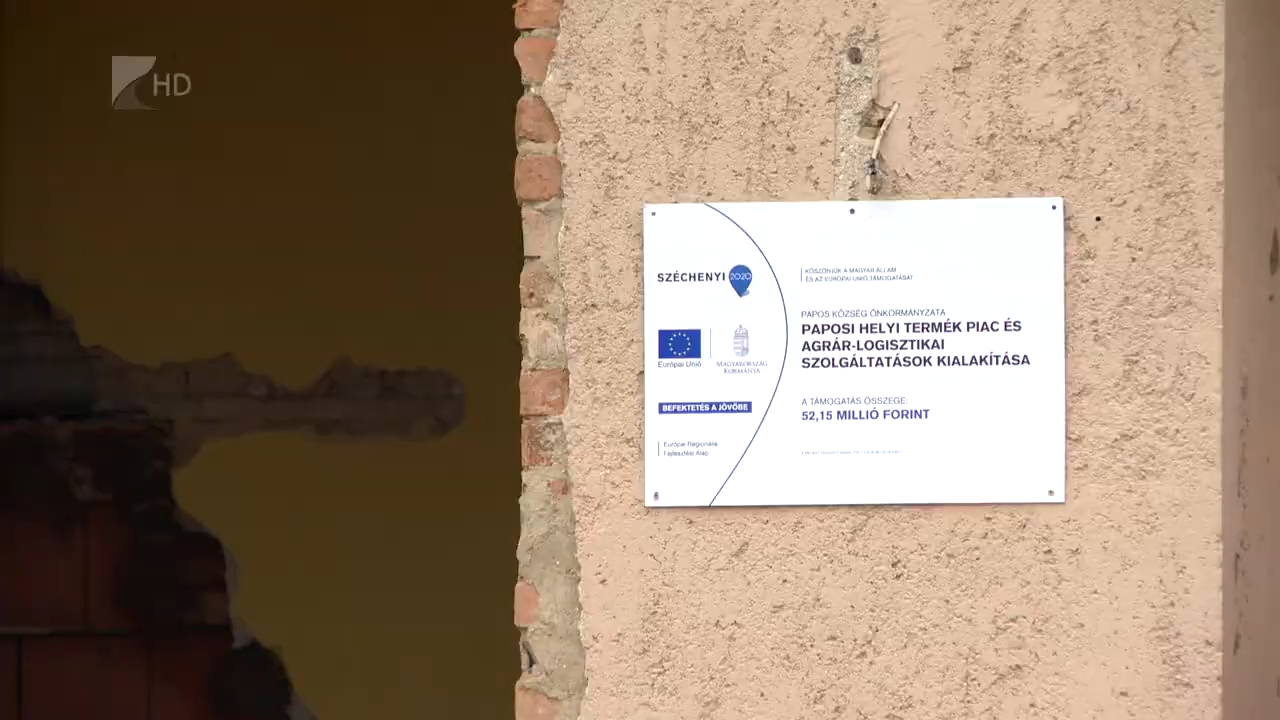 HD
SZÉCHENYI 2020
Európai Unió
MAGYARORSZÁG
KORMÁNYA
BEFEKTETÉS A JÖVŐBE
Európai Regionális
Fejlesztési Alap
KÖSZÖNJÜK A MAGYAR ÁLLAM
ÉS AZ EURÓPAI UNIÓ TÁMOGATÁSÁT
PAPOS KÖZSÉG ÖNKORMÁNYZATA
PAPOSI HELYI TERMÉK PIAC ÉS
AGRÁR-LOGISZTIKAI
SZOLGÁLTATÁSOK KIALAKÍTÁSA
A TÁMOGATÁS ÖSSZEGE:
52,15 MILLIÓ FORINT